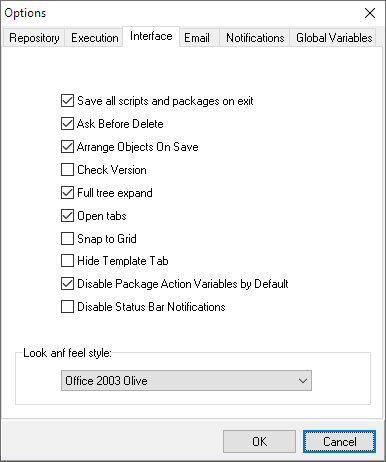 Options
Repository Execution Interface Email Notifications Global Variables
Save all scripts and packages on exit
Ask Before Delete
Arrange Objects On Save
Check Version
Full tree expand
Open tabs
Snap to Grid
Hide Template Tab
Disable Package Action Variables by Default
Disable Status Bar Notifications
Look anf feel style:
Office 2003 Olive
OK Cancel